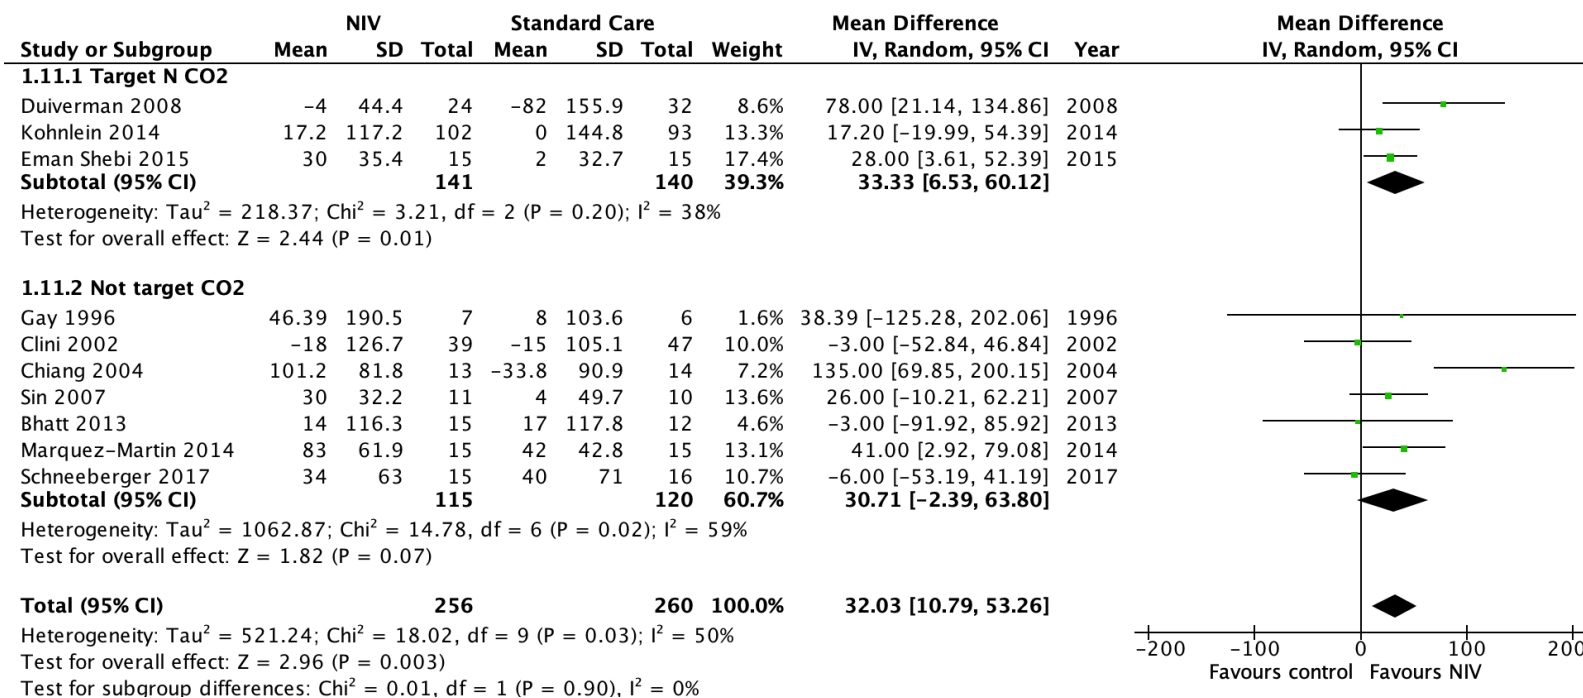 NIV Standard Care Mean Difference Mean Difference
Study or Subgroup Mean SD Total Mean SD Total Weight IV, Random, 95% CI Year IV, Random, 95% CI
1.11.1 Target N CO2
Duiverman 2008 −4 44.4 24 −82 155.9 32 8.6% 78.00 [21.14, 134.86] 2008
Kohnlein 2014 17.2 117.2 102 0 144.8 93 13.3% 17.20 [−19.99, 54.39] 2014
Eman Shebi 2015 30 35.4 15 2 32.7 15 17.4% 28.00 [3.61, 52.39] 2015
Subtotal (95% CI) 141 140 39.3% 33.33 [6.53, 60.12]
Heterogeneity: Tau² = 218.37; Chi² = 3.21, df = 2 (P = 0.20); I² = 38%
Test for overall effect: Z = 2.44 (P = 0.01)
1.11.2 Not target CO2
Gay 1996 46.39 190.5 7 8 103.6 6 1.6% 38.39 [−125.28, 202.06] 1996
Clini 2002 −18 126.7 39 −15 105.1 47 10.0% −3.00 [−52.84, 46.84] 2002
Chiang 2004 101.2 81.8 13 −33.8 90.9 14 7.2% 135.00 [69.85, 200.15] 2004
Sin 2007 30 32.2 11 4 49.7 10 13.6% 26.00 [−10.21, 62.21] 2007
Bhatt 2013 14 116.3 15 17 117.8 12 4.6% −3.00 [−91.92, 85.92] 2013
Marquez−Martin 2014 83 61.9 15 42 42.8 15 13.1% 41.00 [2.92, 79.08] 2014
Schneeberger 2017 34 63 15 40 71 16 10.7% −6.00 [−53.19, 41.19] 2017
Subtotal (95% CI) 115 120 60.7% 30.71 [−2.39, 63.80]
Heterogeneity: Tau² = 1062.87; Chi² = 14.78, df = 6 (P = 0.02); I² = 59%
Test for overall effect: Z = 1.82 (P = 0.07)
Total (95% CI) 256 260 100.0% 32.03 [10.79, 53.26]
Heterogeneity: Tau² = 521.24; Chi² = 18.02, df = 9 (P = 0.03); I² = 50%
Test for overall effect: Z = 2.96 (P = 0.003)
Test for subgroup differences: Chi² = 0.01, df = 1 (P = 0.90), I² = 0%
−200 −100 0 100 200
Favours control Favours NIV